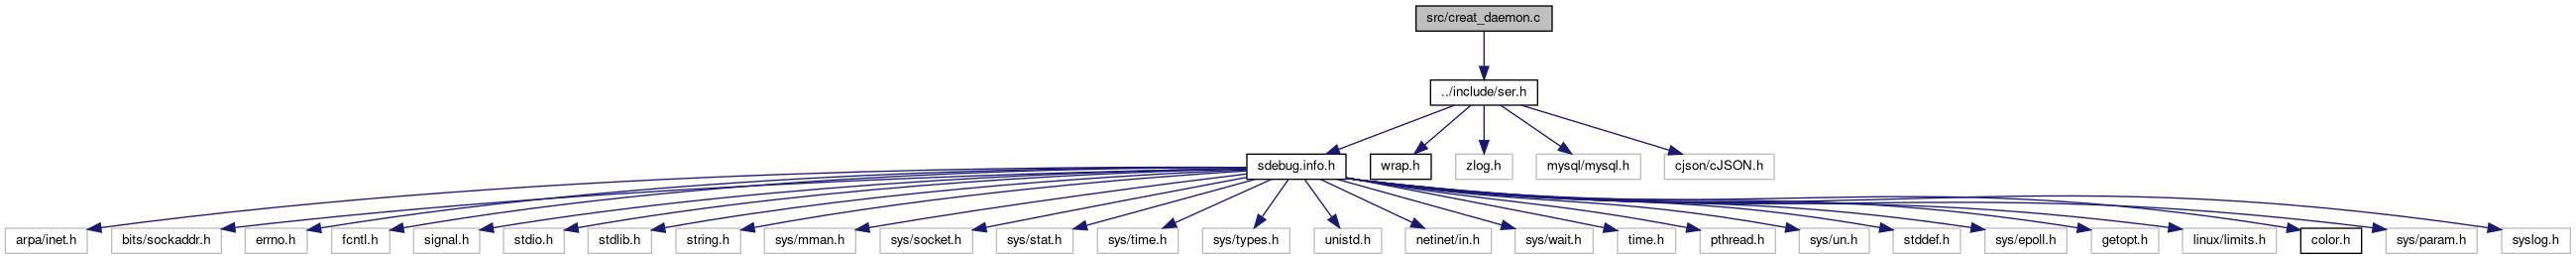 src/creat_daemon.c
../include/ser.h
sdebug.info.h
wrap.h
zlog.h
mysql/mysql.h
cjson/cJSON.h
arpa/inet.h
bits/sockaddr.h
errno.h
fcntl.h
signal.h
stdio.h
stdlib.h
string.h
sys/mman.h
sys/socket.h
sys/stat.h
sys/time.h
sys/types.h
unistd.h
netinet/in.h
sys/wait.h
time.h
pthread.h
sys/un.h
stddef.h
sys/epoll.h
getopt.h
linux/limits.h
color.h
sys/param.h
syslog.h